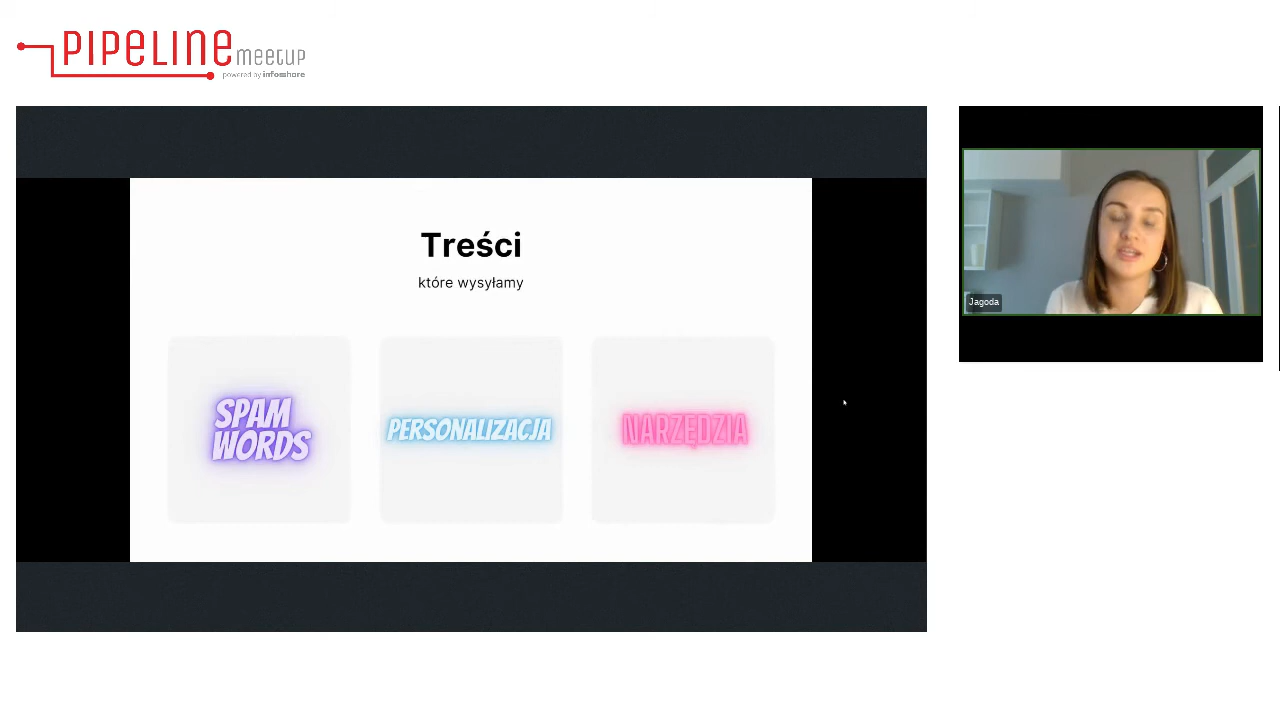 PIPELINE meetup
powered by infoshare
Treści
które wysyłamy
SPAM
WORDS
PERSONALIZACJA
NARZĘDZIA
Jagoda